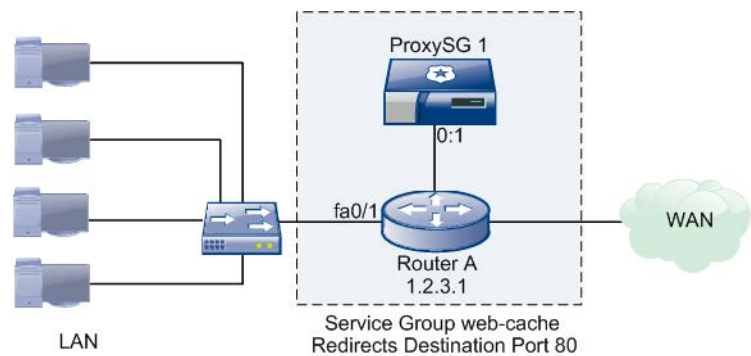 ProxySG 1
0:1
fa0/1
Router A
1.2.3.1
WAN
LAN
Service Group web-cache
Redirects Destination Port 80